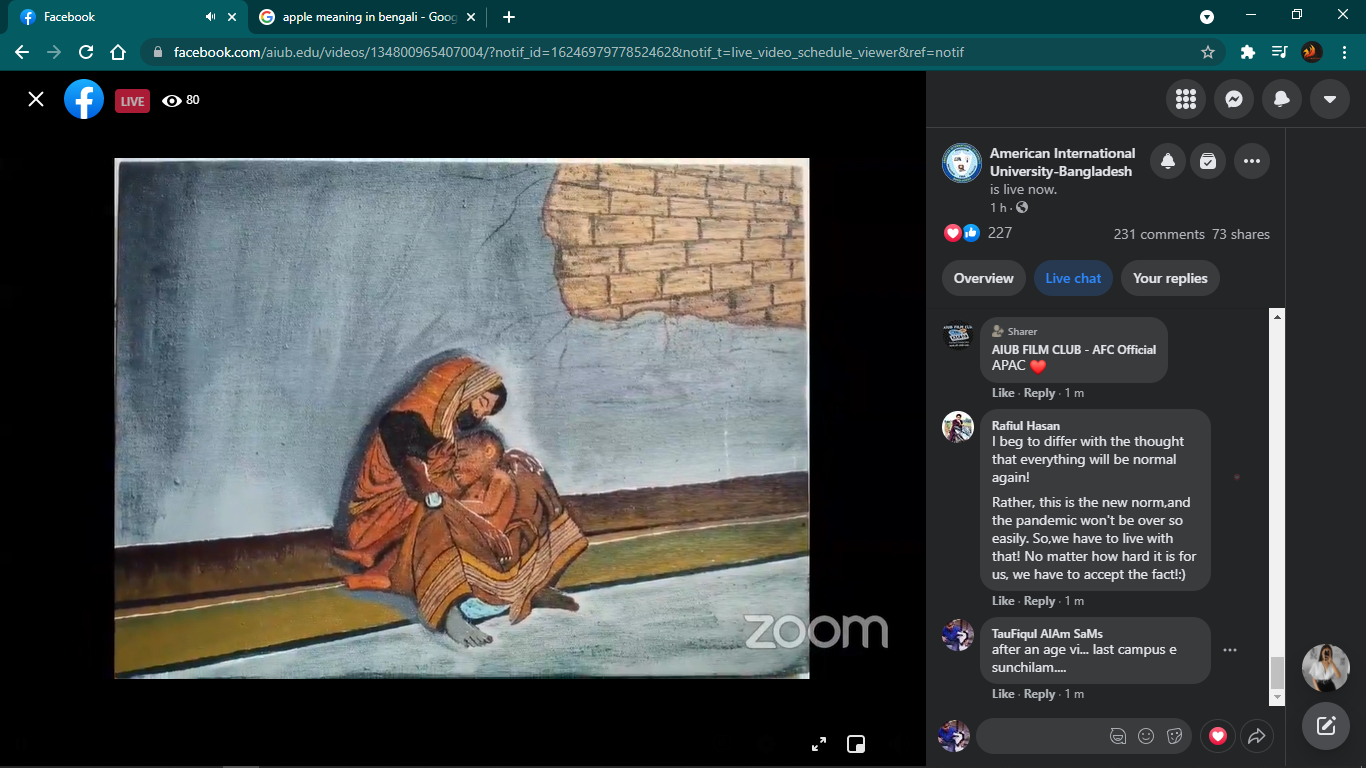 Facebook
apple meaning in bengali - Goog
facebook.com/aiub.edu/videos/134800965407004/?notif_id=1624697977852462&notif_t=live_video_schedule_viewer&ref=notif
LIVE
80
zoom
American International
University-Bangladesh
is live now.
1 h ·
227
231 comments 73 shares
Overview
Live chat
Your replies
Sharer
AIUB FILM CLUB - AFC Official
APAC
Like · Reply · 1 m
Rafiul Hasan
I beg to differ with the thought
that everything will be normal
again!
Rather, this is the new norm,and
the pandemic won't be over so
easily. So,we have to live with
that! No matter how hard it is for
us, we have to accept the fact!:)
Like · Reply · 1 m
TauFiqul AlAm SaMs
after an age vi... last campus e
sunchilam....
Like · Reply · 1 m